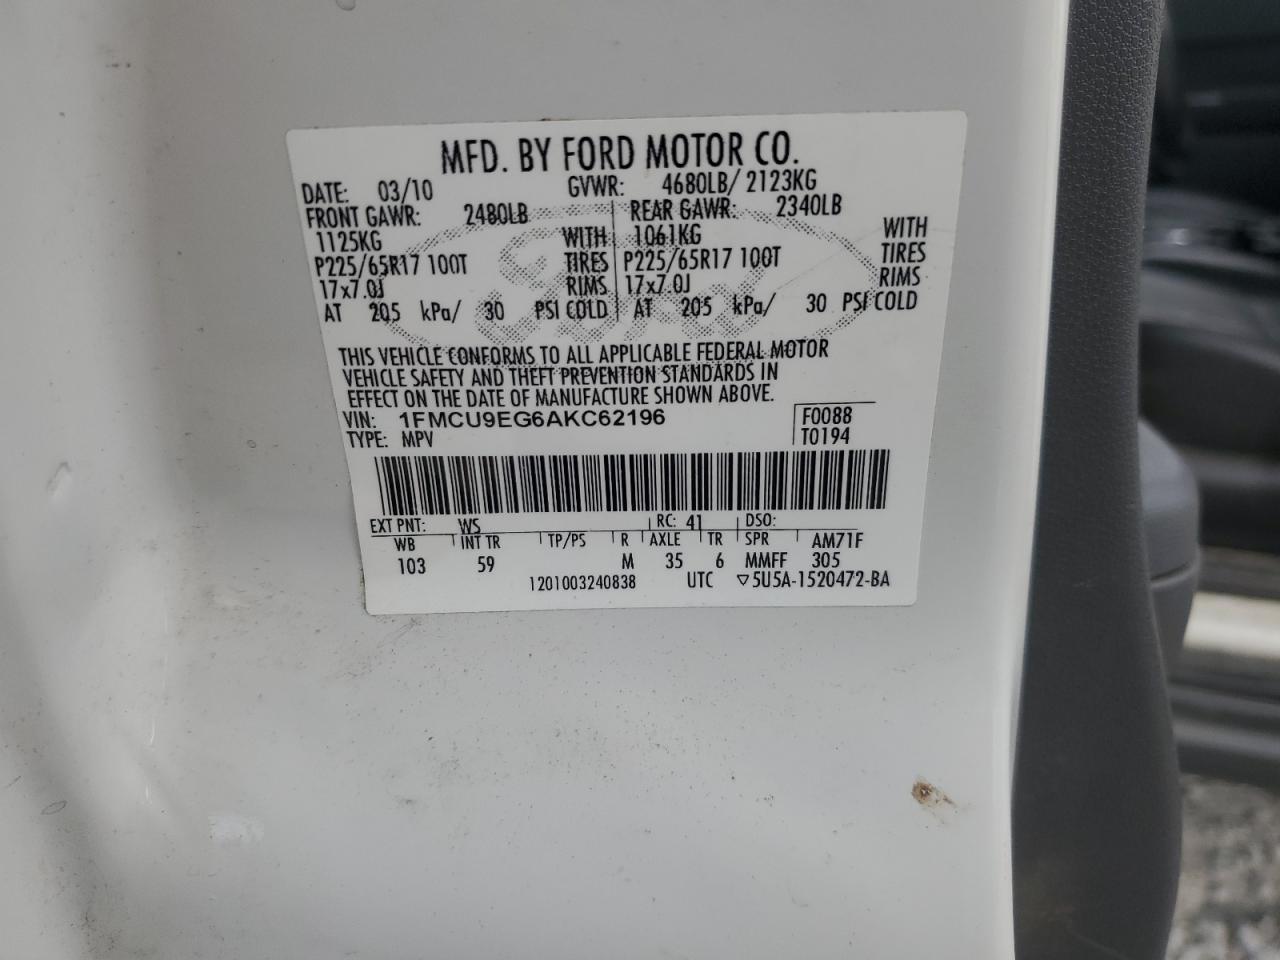 MFD. BY FORD MOTOR CO.
DATE: 03/10 GVWR: 4680LB/ 2123KG
FRONT GAWR: 2480LB REAR GAWR: 2340LB
1125KG WITH 1061KG WITH
P225/65R17 100T TIRES P225/65R17 100T TIRES
17x7.0J RIMS 17x7.0J RIMS
AT 205 kPa/ 30 PSI COLD AT 205 kPa/ 30 PSI COLD
Ford
THIS VEHICLE CONFORMS TO ALL APPLICABLE FEDERAL MOTOR
VEHICLE SAFETY AND THEFT PREVENTION STANDARDS IN
EFFECT ON THE DATE OF MANUFACTURE SHOWN ABOVE.
VIN: 1FMCU9EG6AKC62196 F0088
TYPE: MPV T0194
EXT PNT: WS RC: 41 DSO:
WB INT TR TP/PS R AXLE TR SPR AM71F
103 59 M 35 6 MMFF 305
1201003240838 UTC ▽5U5A-1520472-BA